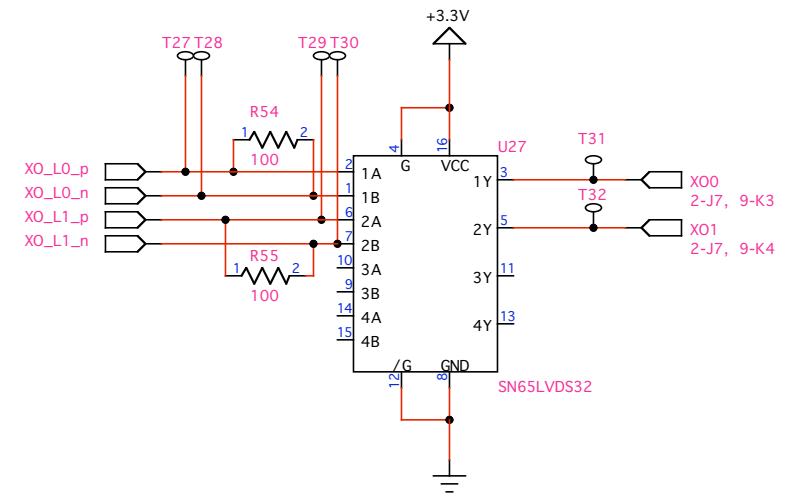 +3.3V
T27 T28
T29 T30
R54
1
2
100
4
16
U27
T31
XO_L0_p
2
1A
G
VCC
1Y
3
XO0
2-J7, 9-K3
XO_L0_n
1
1B
T32
XO_L1_p
6
2A
2Y
5
XO1
2-J7, 9-K4
XO_L1_n
7
2B
R55
1
2
100
10
3A
3Y
11
9
3B
14
4A
4Y
13
15
4B
/G
GND
12
8
SN65LVDS32